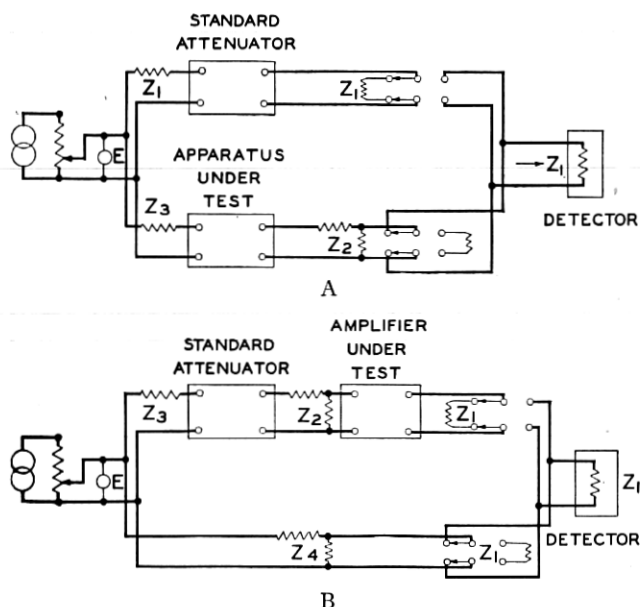 STANDARD
ATTENUATOR
Z1
Z1
E
APPARATUS
UNDER
TEST
→Z1
DETECTOR
Z3
Z2
A
STANDARD
ATTENUATOR
AMPLIFIER
UNDER
TEST
Z3
Z2
Z1
E
Z1
Z4
Z1
DETECTOR
B